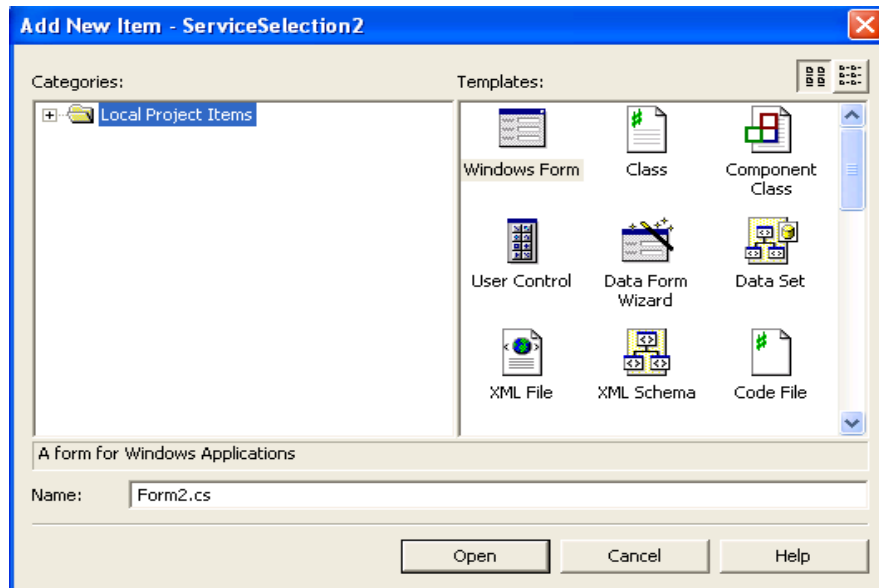 Add New Item - ServiceSelection2
Categories:
Templates:
Local Project Items
Windows Form
Class
Component
Class
User Control
Data Form
Wizard
Data Set
XML File
XML Schema
Code File
A form for Windows Applications
Name:
Form2.cs
Open
Cancel
Help